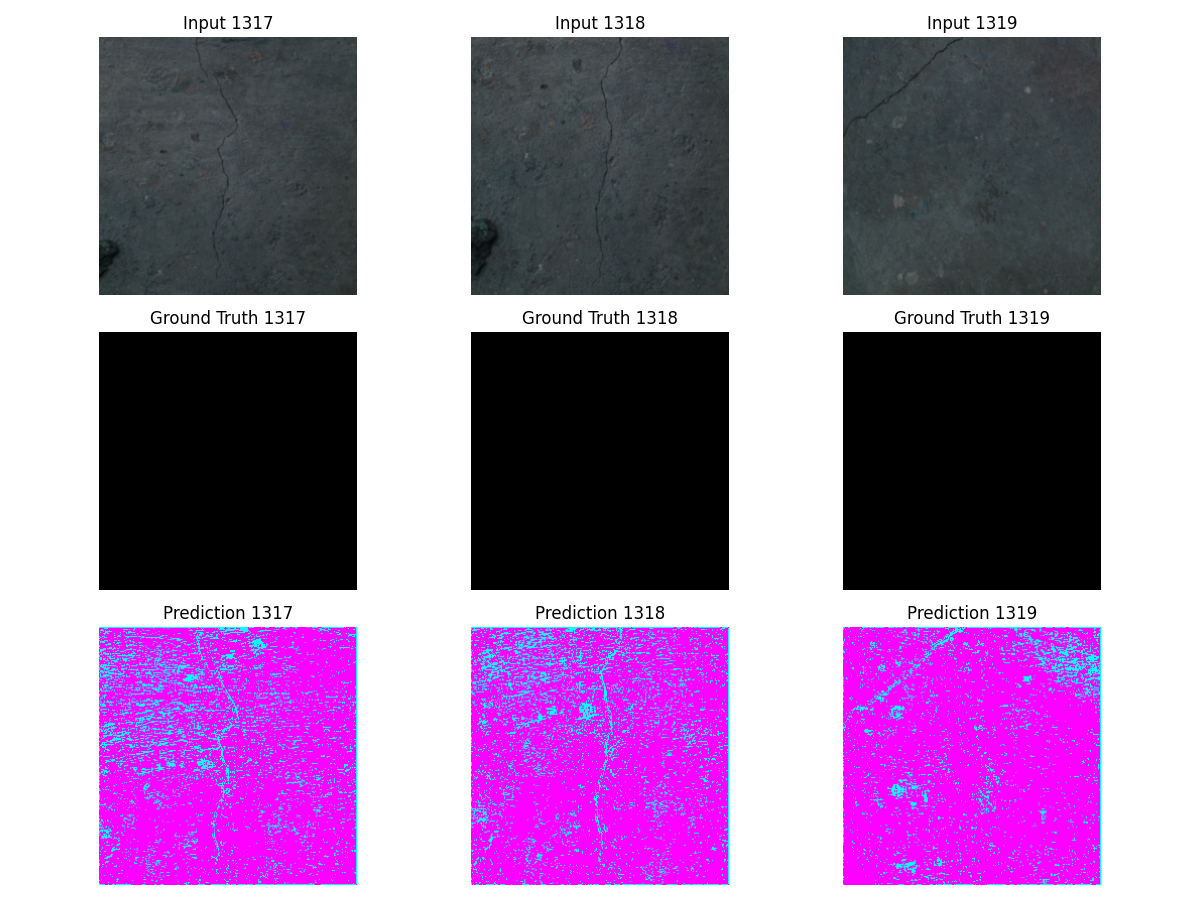 Input 1317
Input 1318
Input 1319
Ground Truth 1317
Ground Truth 1318
Ground Truth 1319
Prediction 1317
Prediction 1318
Prediction 1319